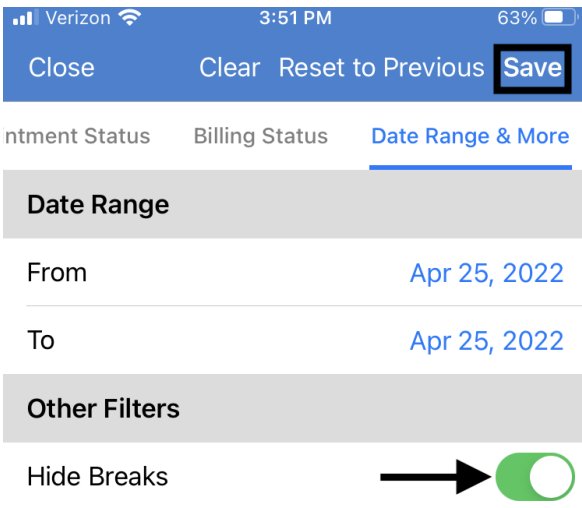 Verizon 3:51 PM 63%
Close Clear Reset to Previous Save
ntment Status Billing Status Date Range & More
Date Range
From Apr 25, 2022
To Apr 25, 2022
Other Filters
Hide Breaks